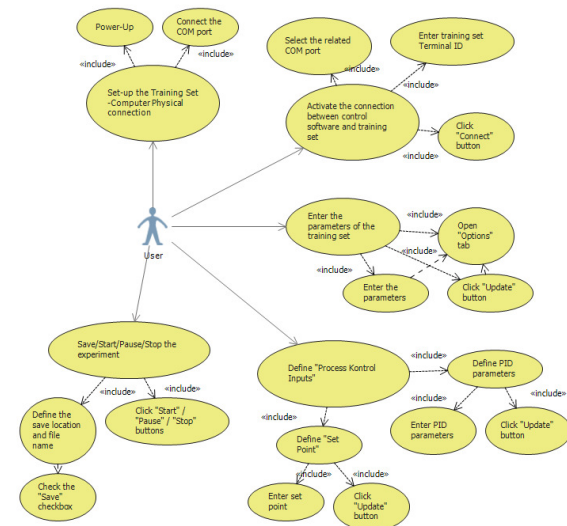 Power-Up
Connect the
COM port
«include»
«include»
Set-up the Training Set
-Computer Physical
connection
Select the related
COM port
Enter training set
Terminal ID
«include»
«include»
Activate the connection
between control
software and training
set
Click
"Connect"
button
«include»
User
Enter the
parameters of the
training set
«include»
Open
"Options"
tab
«include»
«include»
Enter the
parameters
Click "Update"
button
Save/Start/Pause/Stop the
experiment
«include»
«include»
Define the
save location
and file
name
Click "Start" /
"Pause" / "Stop"
buttons
Check the
"Save"
checkbox
Define "Process Kontrol
Inputs"
«include»
Define PID
parameters
«include»
«include»
Enter PID
parameters
Click "Update"
button
«include»
Define "Set
Point"
«include»
«include»
Enter set
point
Click
"Update"
button